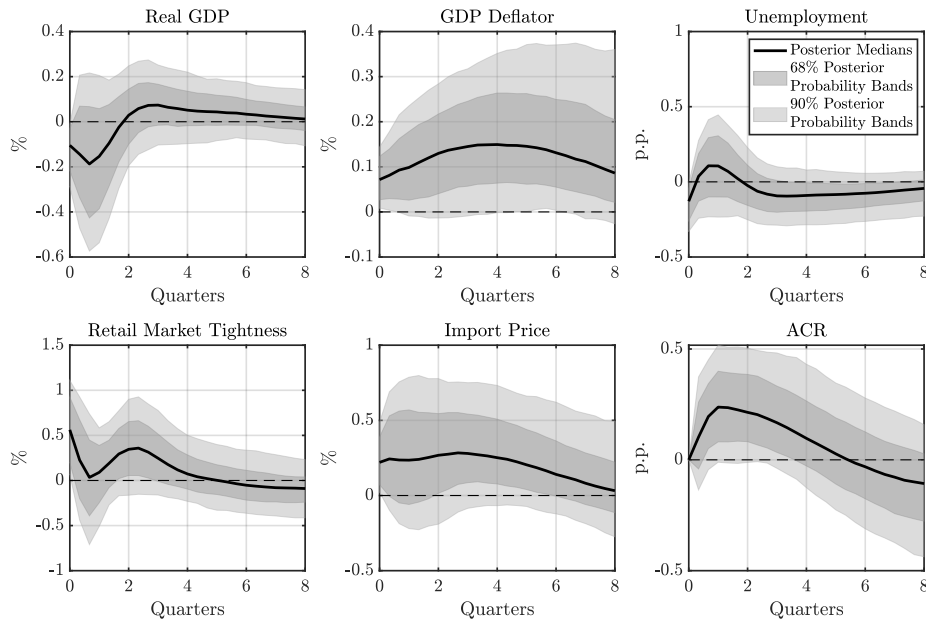 Real GDP
0.4
0.2
0
-0.2
-0.4
-0.6
%
0 2 4 6 8
Quarters
GDP Deflator
0.4
0.3
0.2
0.1
0
0.1
%
0 2 4 6 8
Quarters
Unemployment
1
0.5
0
-0.5
p.p.
Posterior Medians
68% Posterior
Probability Bands
90% Posterior
Probability Bands
0 2 4 6 8
Quarters
Retail Market Tightness
1.5
1
0.5
0
-0.5
-1
%
0 2 4 6 8
Quarters
Import Price
1
0.5
0
-0.5
%
0 2 4 6 8
Quarters
ACR
0.5
0
-0.5
p.p.
0 2 4 6 8
Quarters